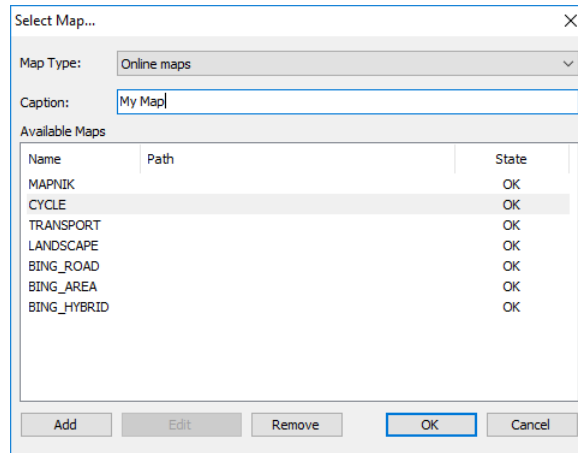 Select Map...
Map Type: Online maps
Caption: My Map
Available Maps
Name Path State
MAPNIK OK
CYCLE OK
TRANSPORT OK
LANDSCAPE OK
BING_ROAD OK
BING_AREA OK
BING_HYBRID OK
Add Edit Remove OK Cancel